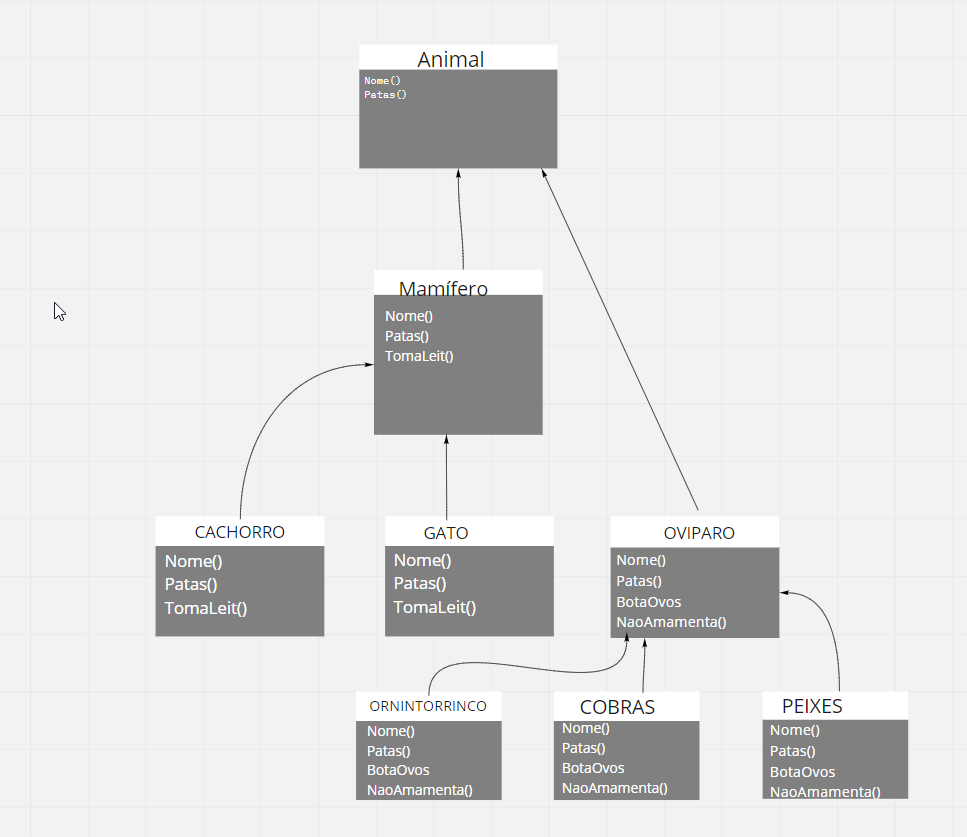 Animal
Nome()
Patas()
Mamífero
Nome()
Patas()
TomaLeit()
CACHORRO
Nome()
Patas()
TomaLeit()
GATO
Nome()
Patas()
TomaLeit()
OVIPARO
Nome()
Patas()
BotaOvos
NaoAmamenta()
ORNINTORRINCO
Nome()
Patas()
BotaOvos
NaoAmamenta()
COBRAS
Nome()
Patas()
BotaOvos
NaoAmamenta()
PEIXES
Nome()
Patas()
BotaOvos
NaoAmamenta()